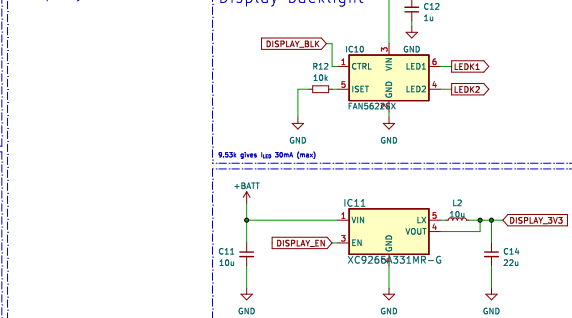 Display Backlight
C12
1u
GND
DISPLAY_BLK
IC10
3
VIN
1
CTRL
LED1
6
LEDK1
R12
10k
5
ISET
GND
LED2
4
LEDK2
GND
GND
9.53k gives ILED 30mA (max)
+BATT
IC11
L2
10u
1
VIN
LX
5
DISPLAY_3V3
VOUT
4
DISPLAY_EN
3
EN
GND
C11
10u
C14
22u
GND
GND
GND